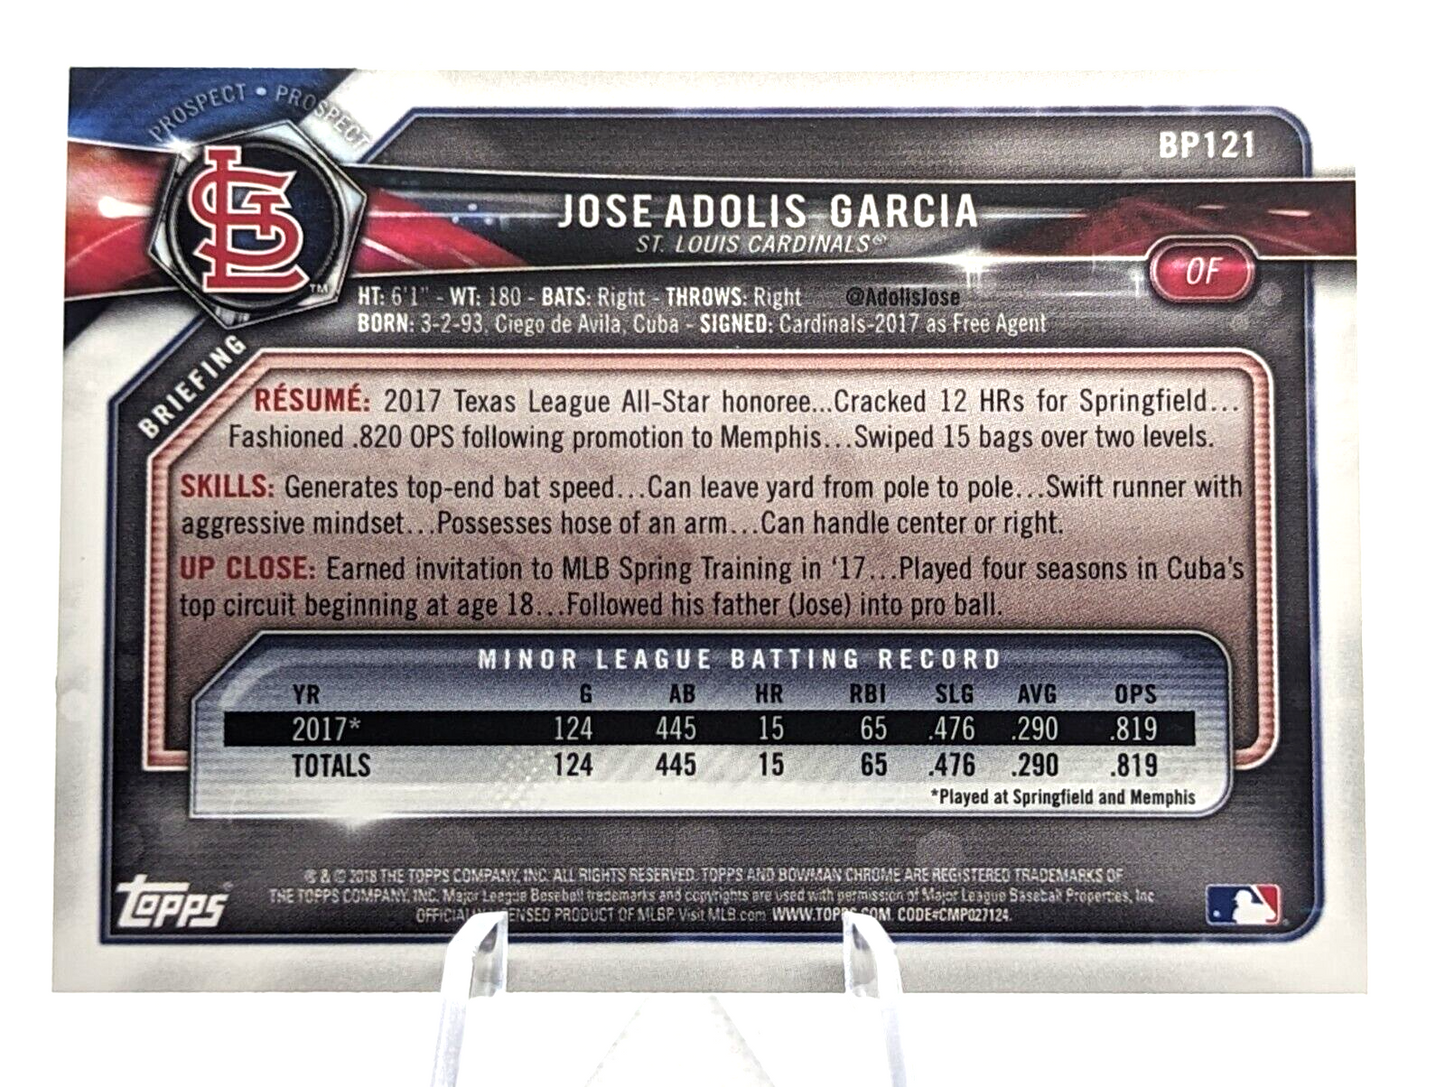 PROSPECT • PROSPECT
BP121
STL
TM
JOSE ADOLIS GARCIA
ST. LOUIS CARDINALS®
OF
HT: 6'1" - WT: 180 - BATS: Right - THROWS: Right @AdolisJose
BORN: 3-2-93, Ciego de Avila, Cuba - SIGNED: Cardinals-2017 as Free Agent
BRIEFING
RÉSUMÉ: 2017 Texas League All-Star honoree...Cracked 12 HRs for Springfield...
Fashioned .820 OPS following promotion to Memphis...Swiped 15 bags over two levels.
SKILLS: Generates top-end bat speed...Can leave yard from pole to pole...Swift runner with
aggressive mindset...Possesses hose of an arm...Can handle center or right.
UP CLOSE: Earned invitation to MLB Spring Training in '17...Played four seasons in Cuba's
top circuit beginning at age 18...Followed his father (Jose) into pro ball.
MINOR LEAGUE BATTING RECORD
YR G AB HR RBI SLG AVG OPS
2017* 124 445 15 65 .476 .290 .819
TOTALS 124 445 15 65 .476 .290 .819
*Played at Springfield and Memphis
® & © 2018 THE TOPPS COMPANY, INC. ALL RIGHTS RESERVED. TOPPS AND BOWMAN CHROME ARE REGISTERED TRADEMARKS OF
THE TOPPS COMPANY, INC. Major League Baseball trademarks and copyrights are used with permission of Major League Baseball Properties, Inc
PRODUCT OF MLBP. Visit MLB.com WWW.TOPPS.COM. CODE#CMP027124.
Topps®